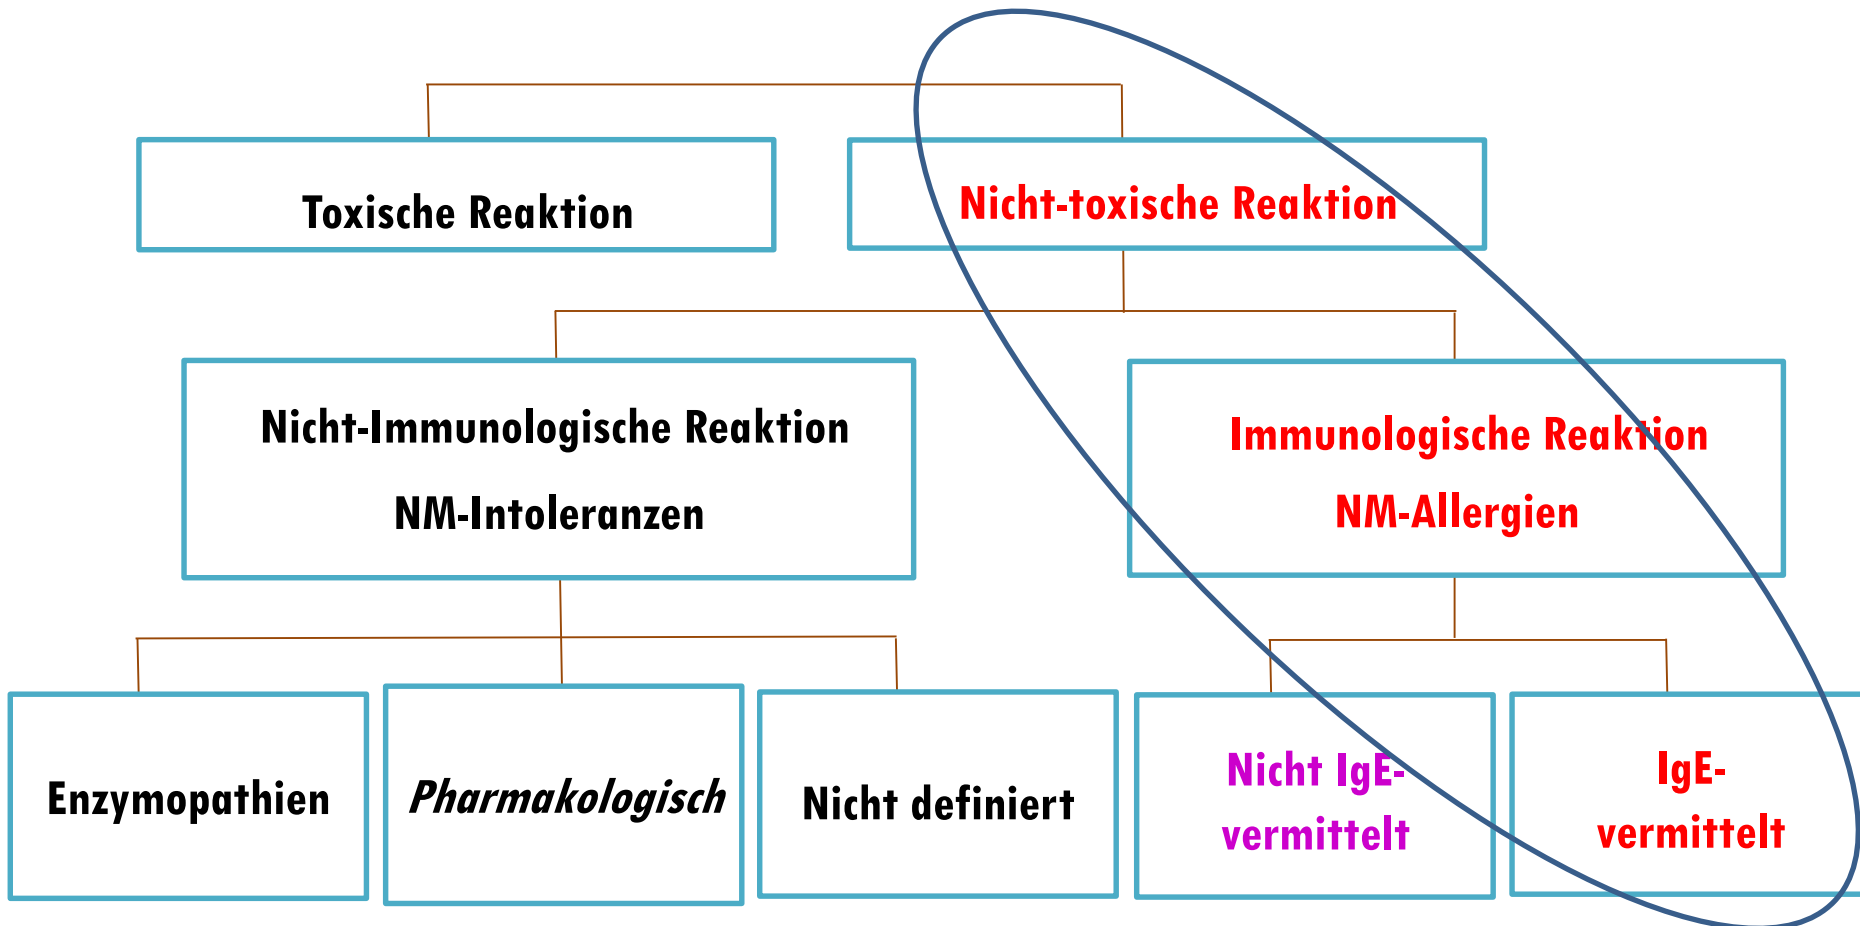 Toxische Reaktion
Nicht-toxische Reaktion
Nicht-Immunologische Reaktion
NM-Intoleranzen
Immunologische Reaktion
NM-Allergien
Enzymopathien
Pharmakologisch
Nicht definiert
Nicht IgE-
vermittelt
IgE-
vermittelt